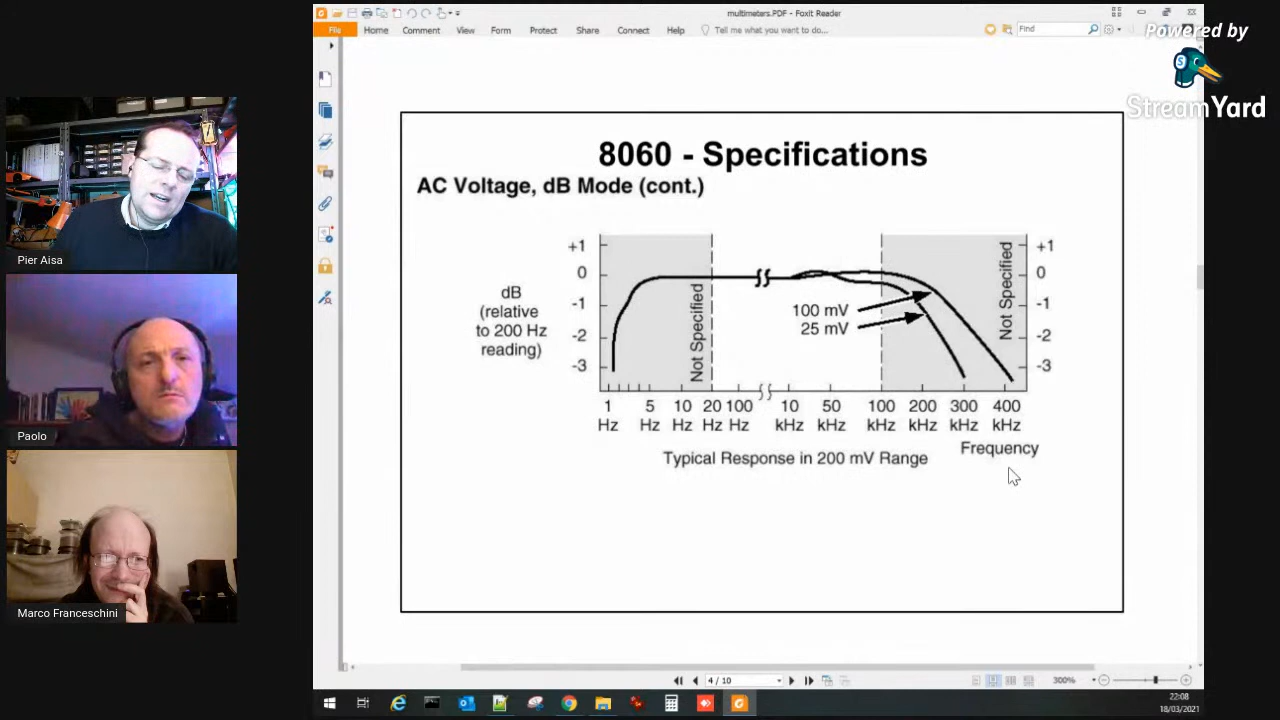 multimeters.PDF - Foxit Reader
File Home Comment View Form Protect Share Connect Help Tell me what you want to do... Find
Powered by
StreamYard
8060 - Specifications
AC Voltage, dB Mode (cont.)
+1 +1
0 0
-1 -1
-2 -2
-3 -3
dB
(relative
to 200 Hz
reading)
Not Specified
Not Specified
100 mV
25 mV
1 5 10 20 100 10 50 100 200 300 400
Hz Hz Hz Hz Hz kHz kHz kHz kHz kHz kHz
Frequency
Typical Response in 200 mV Range
Pier Aisa
Paolo
Marco Franceschini
4 / 10
300%
22:08
18/03/2021